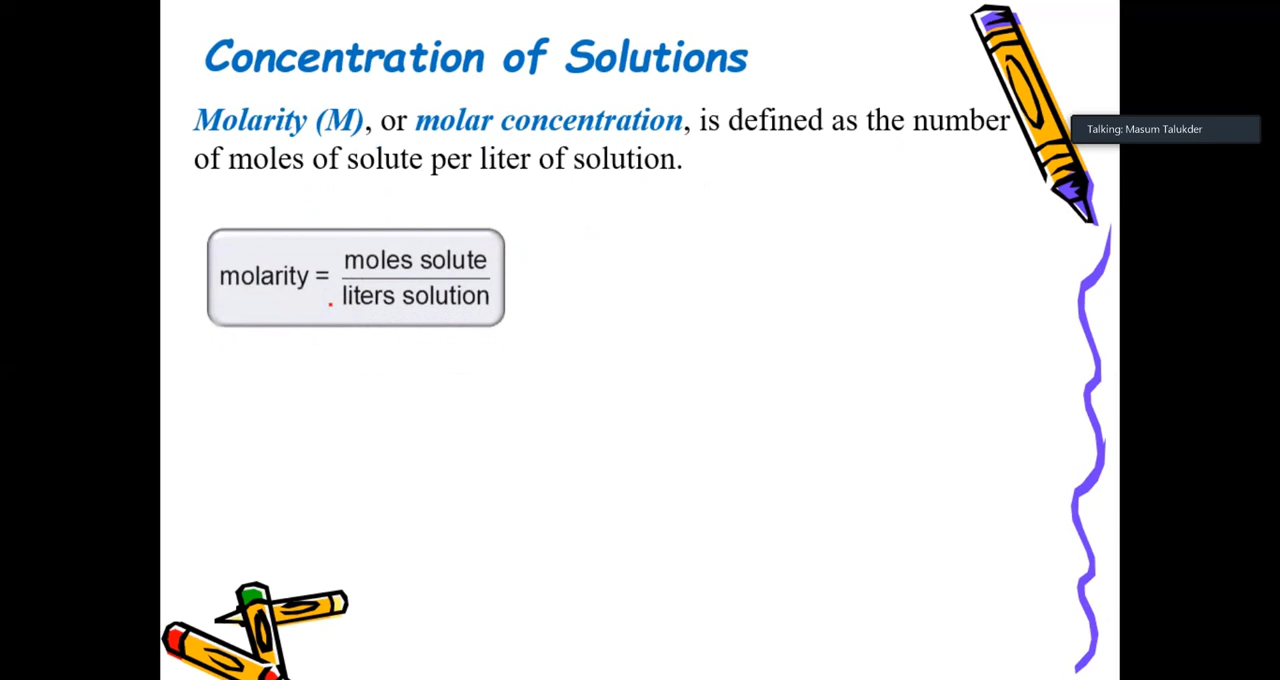 Concentration of Solutions
Molarity (M), or molar concentration, is defined as the number
of moles of solute per liter of solution.
Talking: Masum Talukder
molarity = moles solute
liters solution